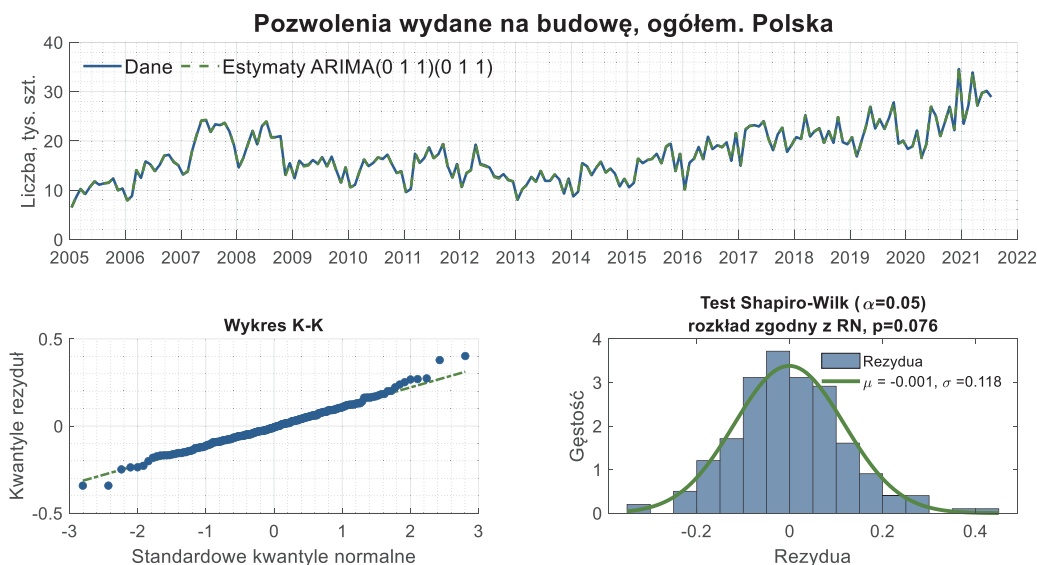 Pozwolenia wydane na budowę, ogółem. Polska
Liczba, tys. szt.
40
30
20
10
0
Dane
Estymaty ARIMA(0 1 1)(0 1 1)
2005 2006 2007 2008 2009 2010 2011 2012 2013 2014 2015 2016 2017 2018 2019 2020 2021 2022
Wykres K-K
Kwantyle rezyduł
0.5
0
-0.5
-3 -2 -1 0 1 2 3
Standardowe kwantyle normalne
Test Shapiro-Wilk (α=0.05)
rozkład zgodny z RN, p=0.076
Gęstość
4
3
2
1
0
Rezydua
μ = -0.001, σ =0.118
-0.2 0 0.2 0.4
Rezydua